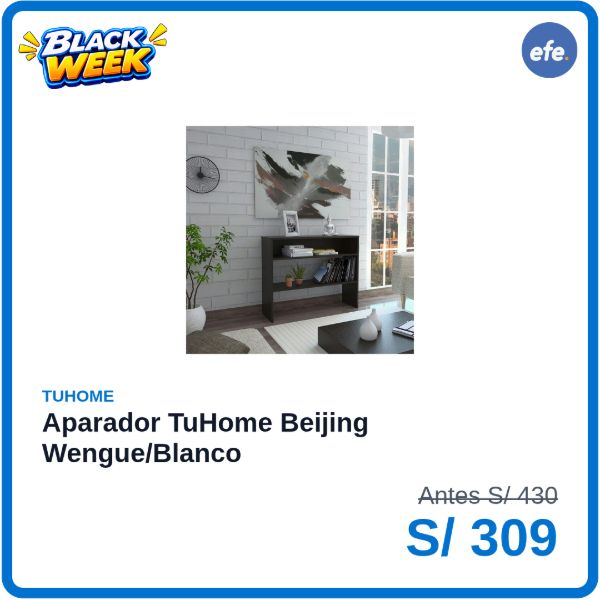 BLACK
WEEK
efe.
TUHOME
Aparador TuHome Beijing
Wengue/Blanco
Antes S/ 430
S/ 309